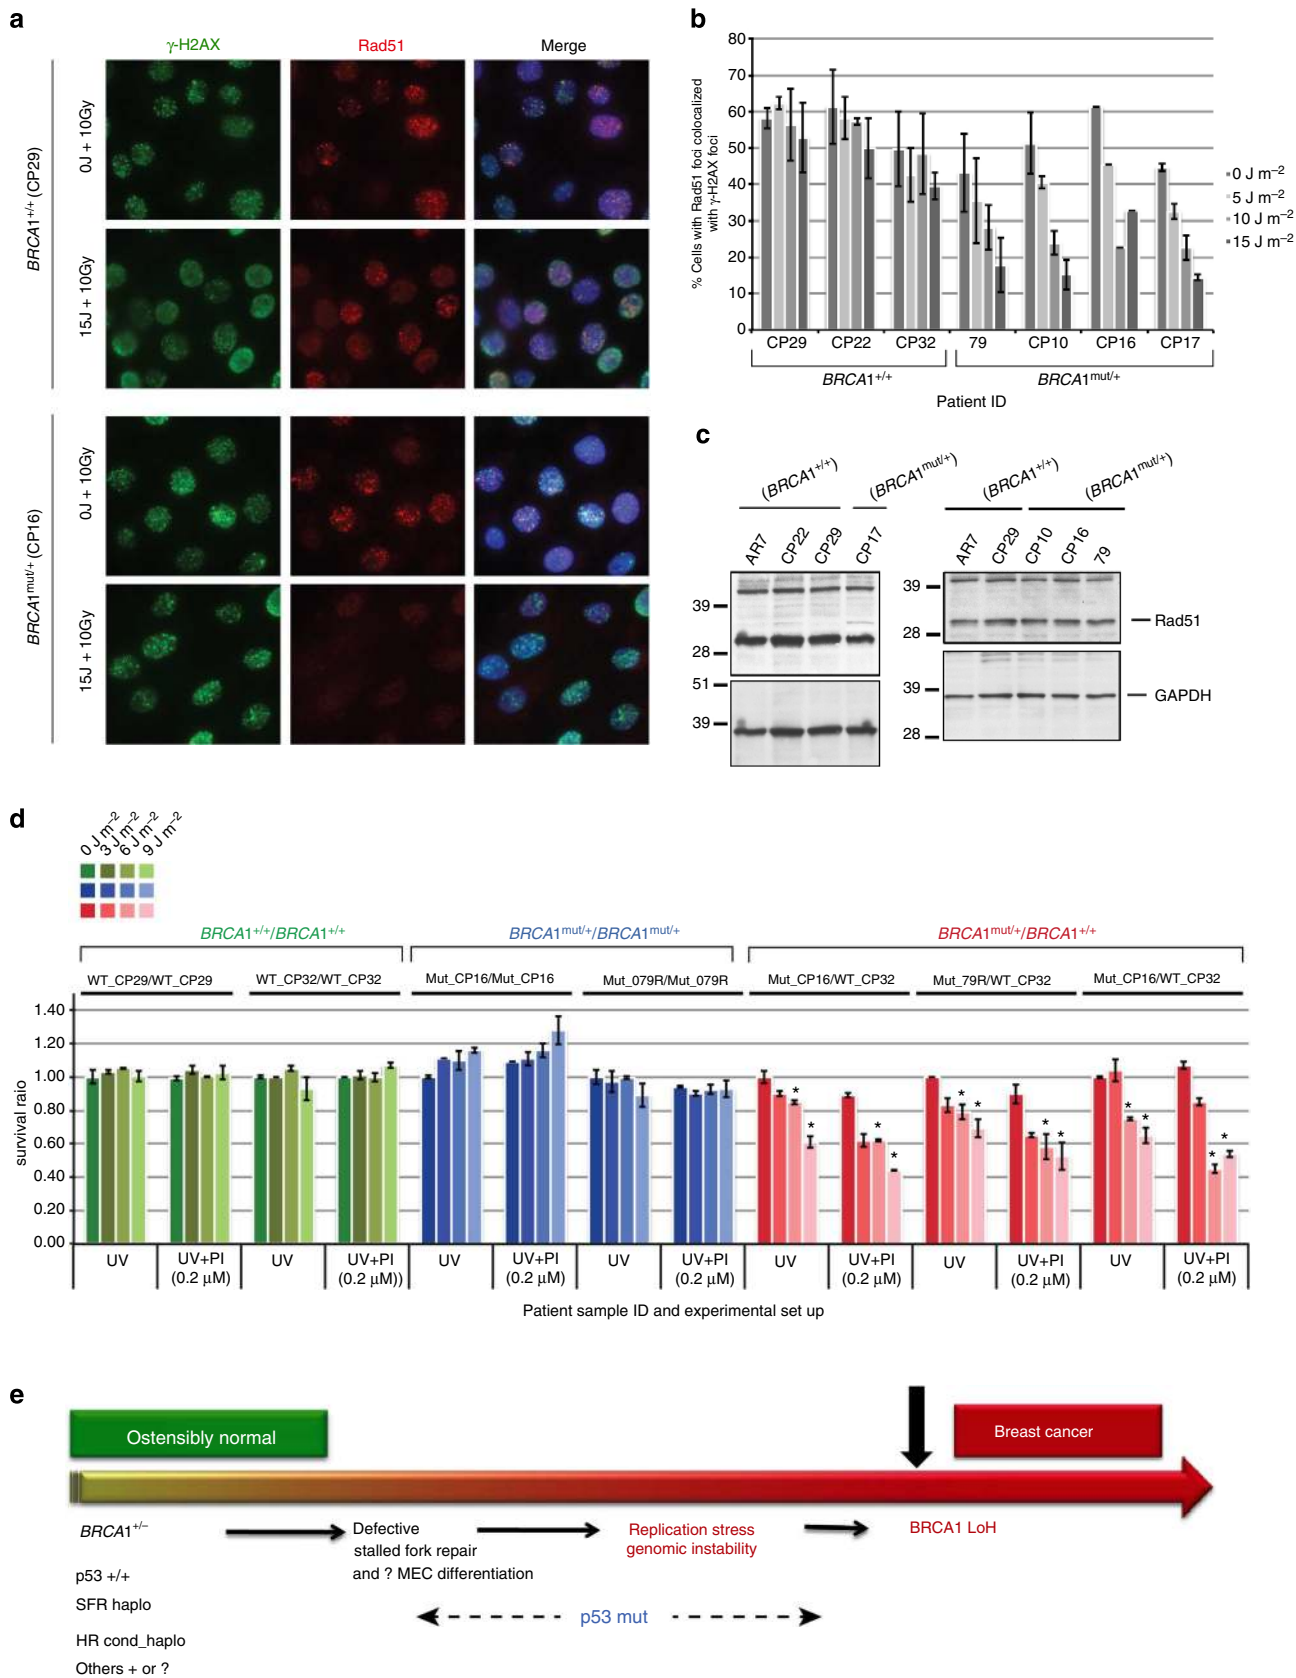 a
γ-H2AX
Rad51
Merge
BRCA1+/+ (CP29)
0J + 10Gy
15J + 10Gy
BRCA1mut/+ (CP16)
0J + 10Gy
15J + 10Gy
b
% Cells with Rad51 foci colocalized
with γ-H2AX foci
80
70
60
50
40
30
20
10
0
CP29 CP22 CP32 79 CP10 CP16 CP17
BRCA1+/+ BRCA1mut/+
Patient ID
0 J m−2
5 J m−2
10 J m−2
15 J m−2
c
(BRCA1+/+) (BRCA1mut/+) (BRCA1+/+) (BRCA1mut/+)
AR7 CP22 CP29 CP17 AR7 CP29 CP10 CP16 79
39
28
51
39
39
28
39
28
Rad51
GAPDH
d
0 J m−2 3 J m−2 6 J m−2 9 J m−2
BRCA1+/+/BRCA1+/+ BRCA1mut/+/BRCA1mut/+ BRCA1mut/+/BRCA1+/+
WT_CP29/WT_CP29 WT_CP32/WT_CP32 Mut_CP16/Mut_CP16 Mut_079R/Mut_079R Mut_CP16/WT_CP32 Mut_79R/WT_CP32 Mut_CP16/WT_CP32
survival raio
1.40
1.20
1.00
0.80
0.60
0.40
0.20
0.00
* * * * * * * * * * * *
UV UV+PI UV UV+PI UV UV+PI UV UV+PI UV UV+PI UV UV+PI UV UV+PI
(0.2 μM) (0.2 μM)) (0.2 μM) (0.2 μM) (0.2 μM) (0.2 μM) (0.2 μM)
Patient sample ID and experimental set up
e
Ostensibly normal
Breast cancer
BRCA1+/−
p53 +/+
SFR haplo
HR cond_haplo
Others + or ?
Defective
stalled fork repair
and ? MEC differentiation
Replication stress
genomic instability
BRCA1 LoH
p53 mut